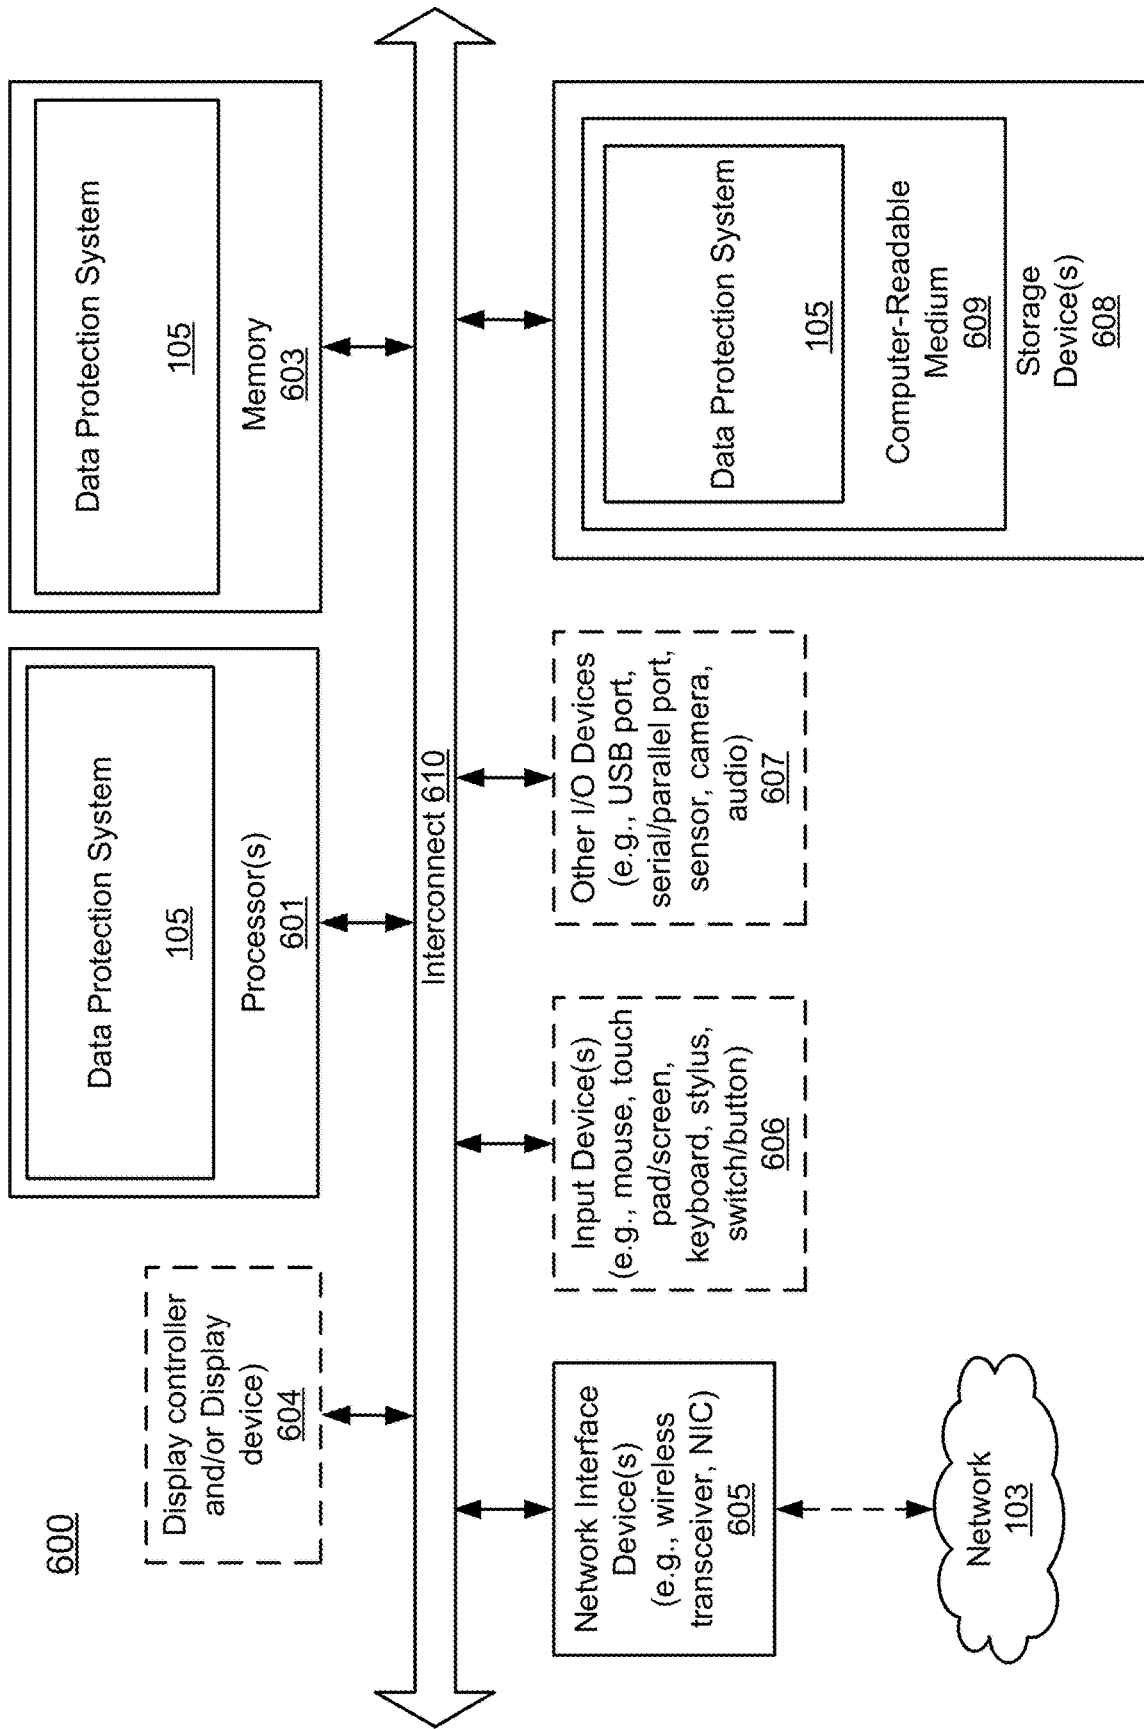 600
Display controller
and/or Display
device)
604
Data Protection System
105
Processor(s)
601
Data Protection System
105
Memory
603
Interconnect 610
Network Interface
Device(s)
(e.g., wireless
transceiver, NIC)
605
Input Device(s)
(e.g., mouse, touch
pad/screen,
keyboard, stylus,
switch/button)
606
Other I/O Devices
(e.g., USB port,
serial/parallel port,
sensor, camera,
audio)
607
Data Protection System
105
Computer-Readable
Medium
609
Storage
Device(s)
608
Network
103